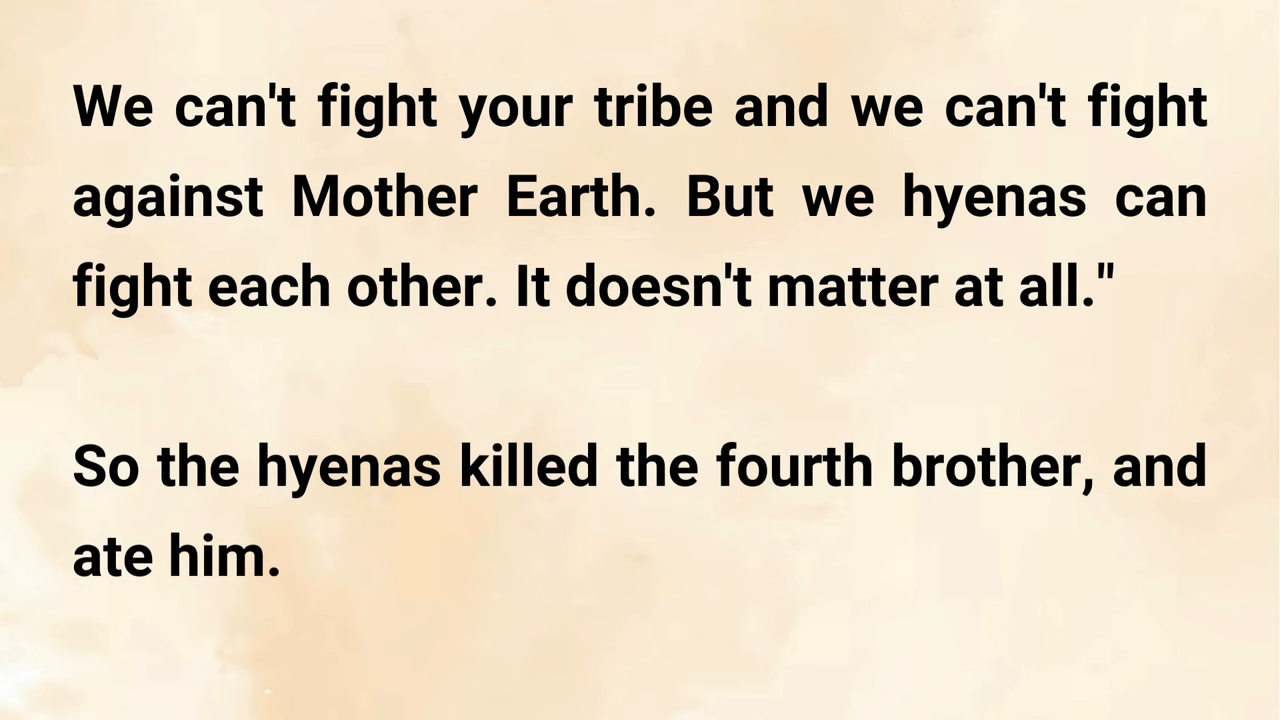 We can't fight your tribe and we can't fight
against Mother Earth. But we hyenas can
fight each other. It doesn't matter at all."
So the hyenas killed the fourth brother, and
ate him.